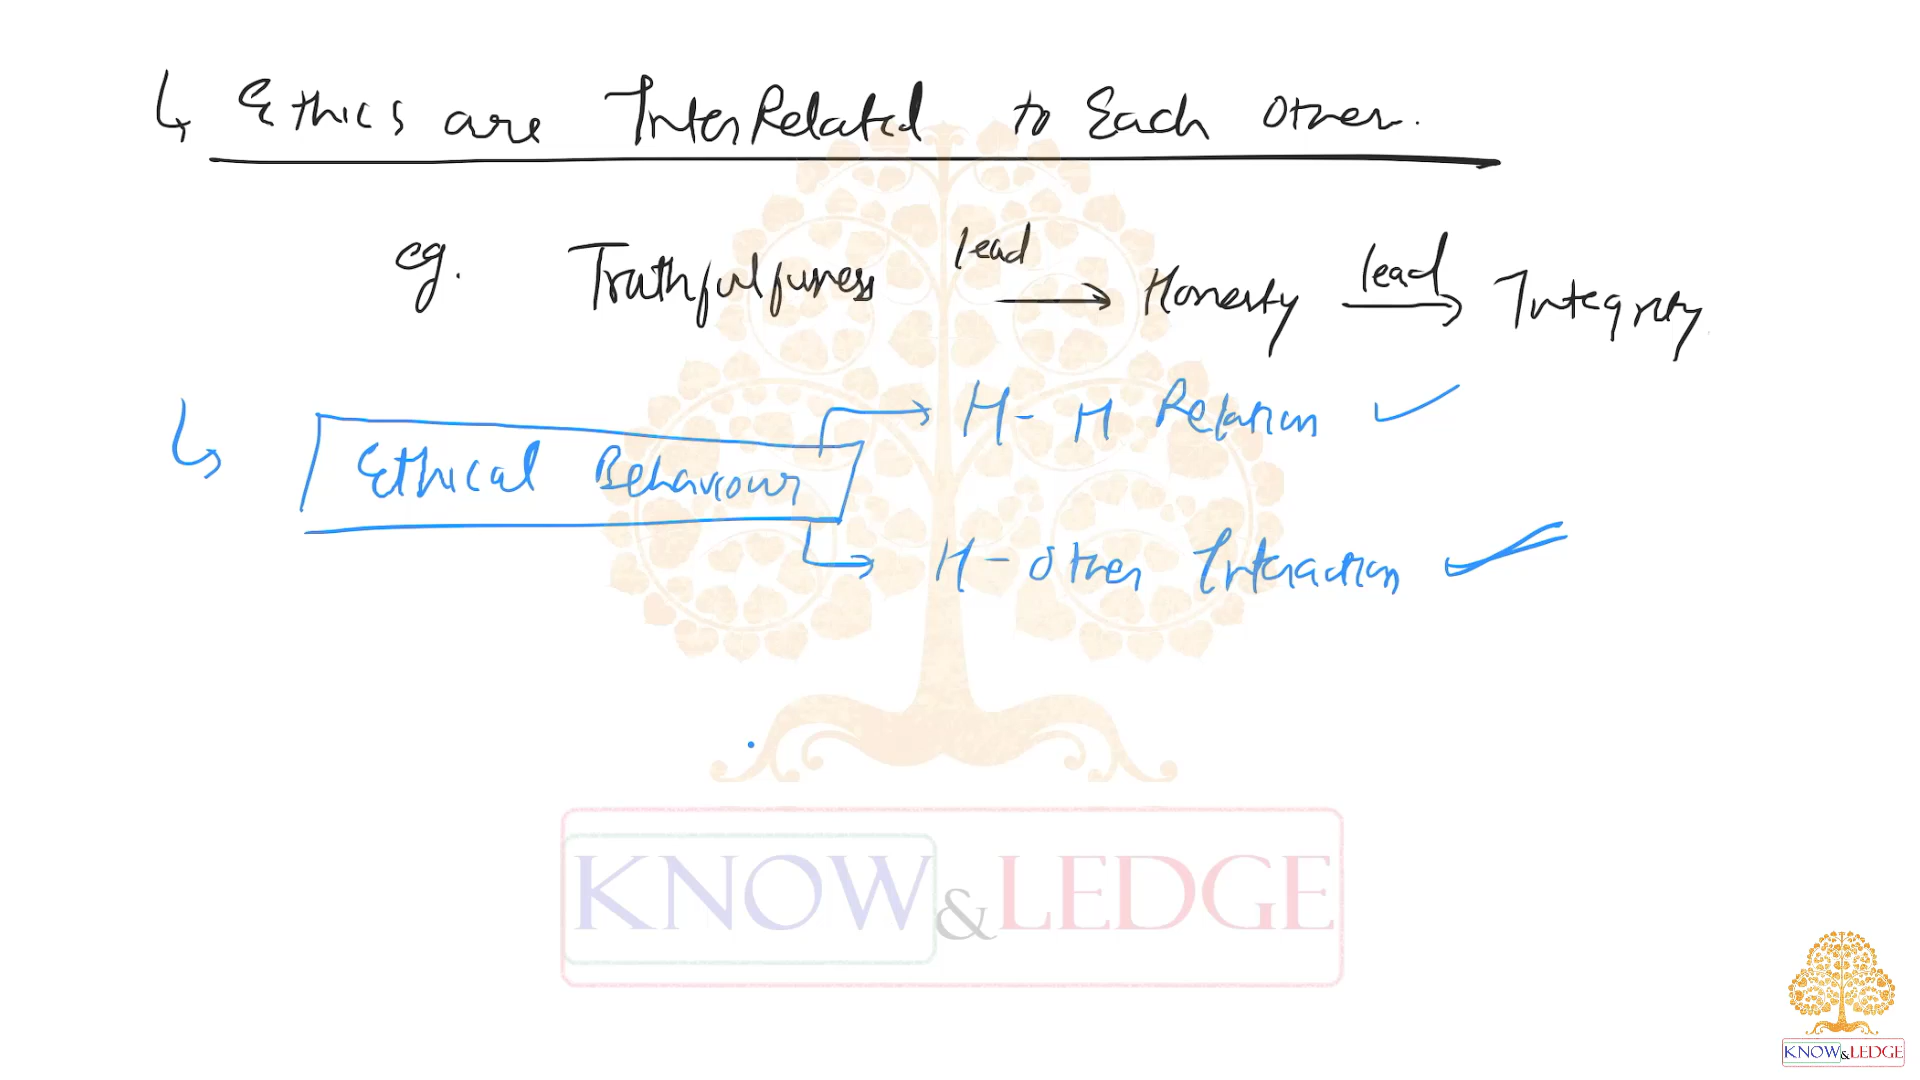 ↳ Ethics are InterRelated to Each Other.
eg. Truthfulfuness lead → Honesty lead → Integrity
↳ Ethical Behaviour
→ H - H Relation ✓
→ H - Other Interaction ✓
KNOW&LEDGE
KNOW&LEDGE